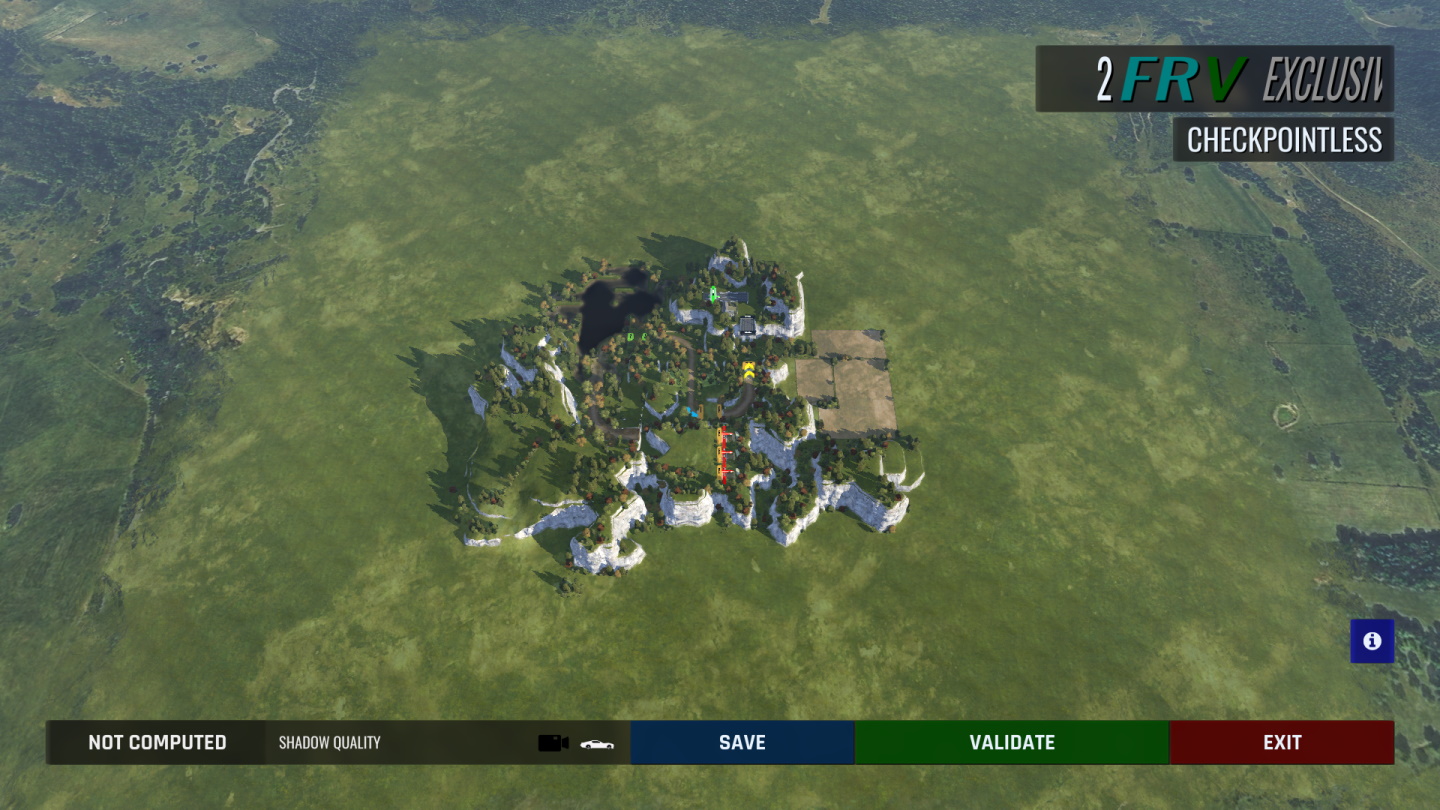 2 FRV EXCLUSIV
CHECKPOINTLESS
NOT COMPUTED
SHADOW QUALITY
SAVE
VALIDATE
EXIT